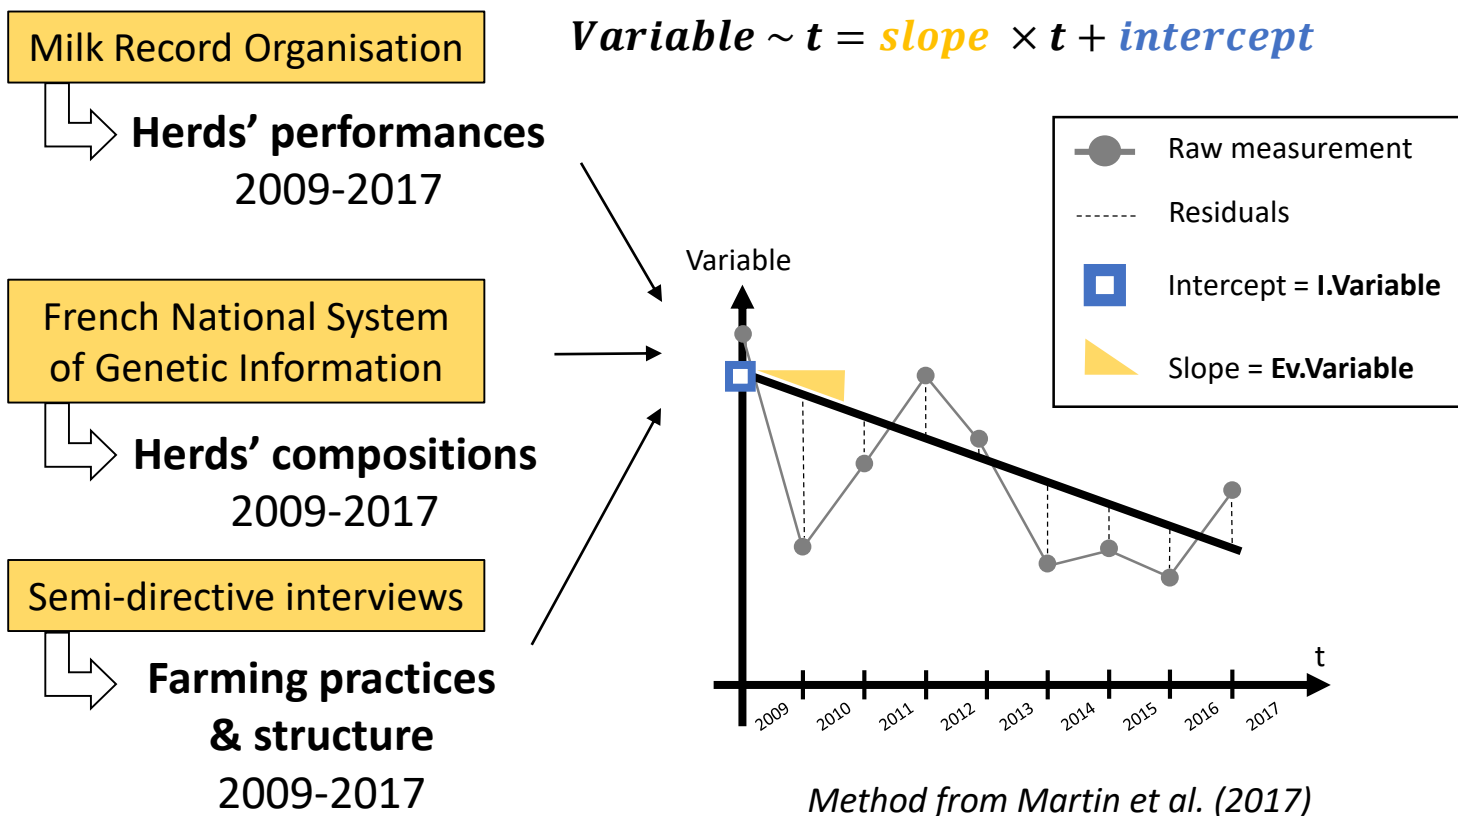 Milk Record Organisation
Herds’ performances
2009-2017
French National System
of Genetic Information
Herds’ compositions
2009-2017
Semi-directive interviews
Farming practices
& structure
2009-2017
Variable ~ t = slope × t + intercept
Raw measurement
Residuals
Intercept = I.Variable
Slope = Ev.Variable
Variable
t
2009
2010
2011
2012
2013
2014
2015
2016
2017
Method from Martin et al. (2017)